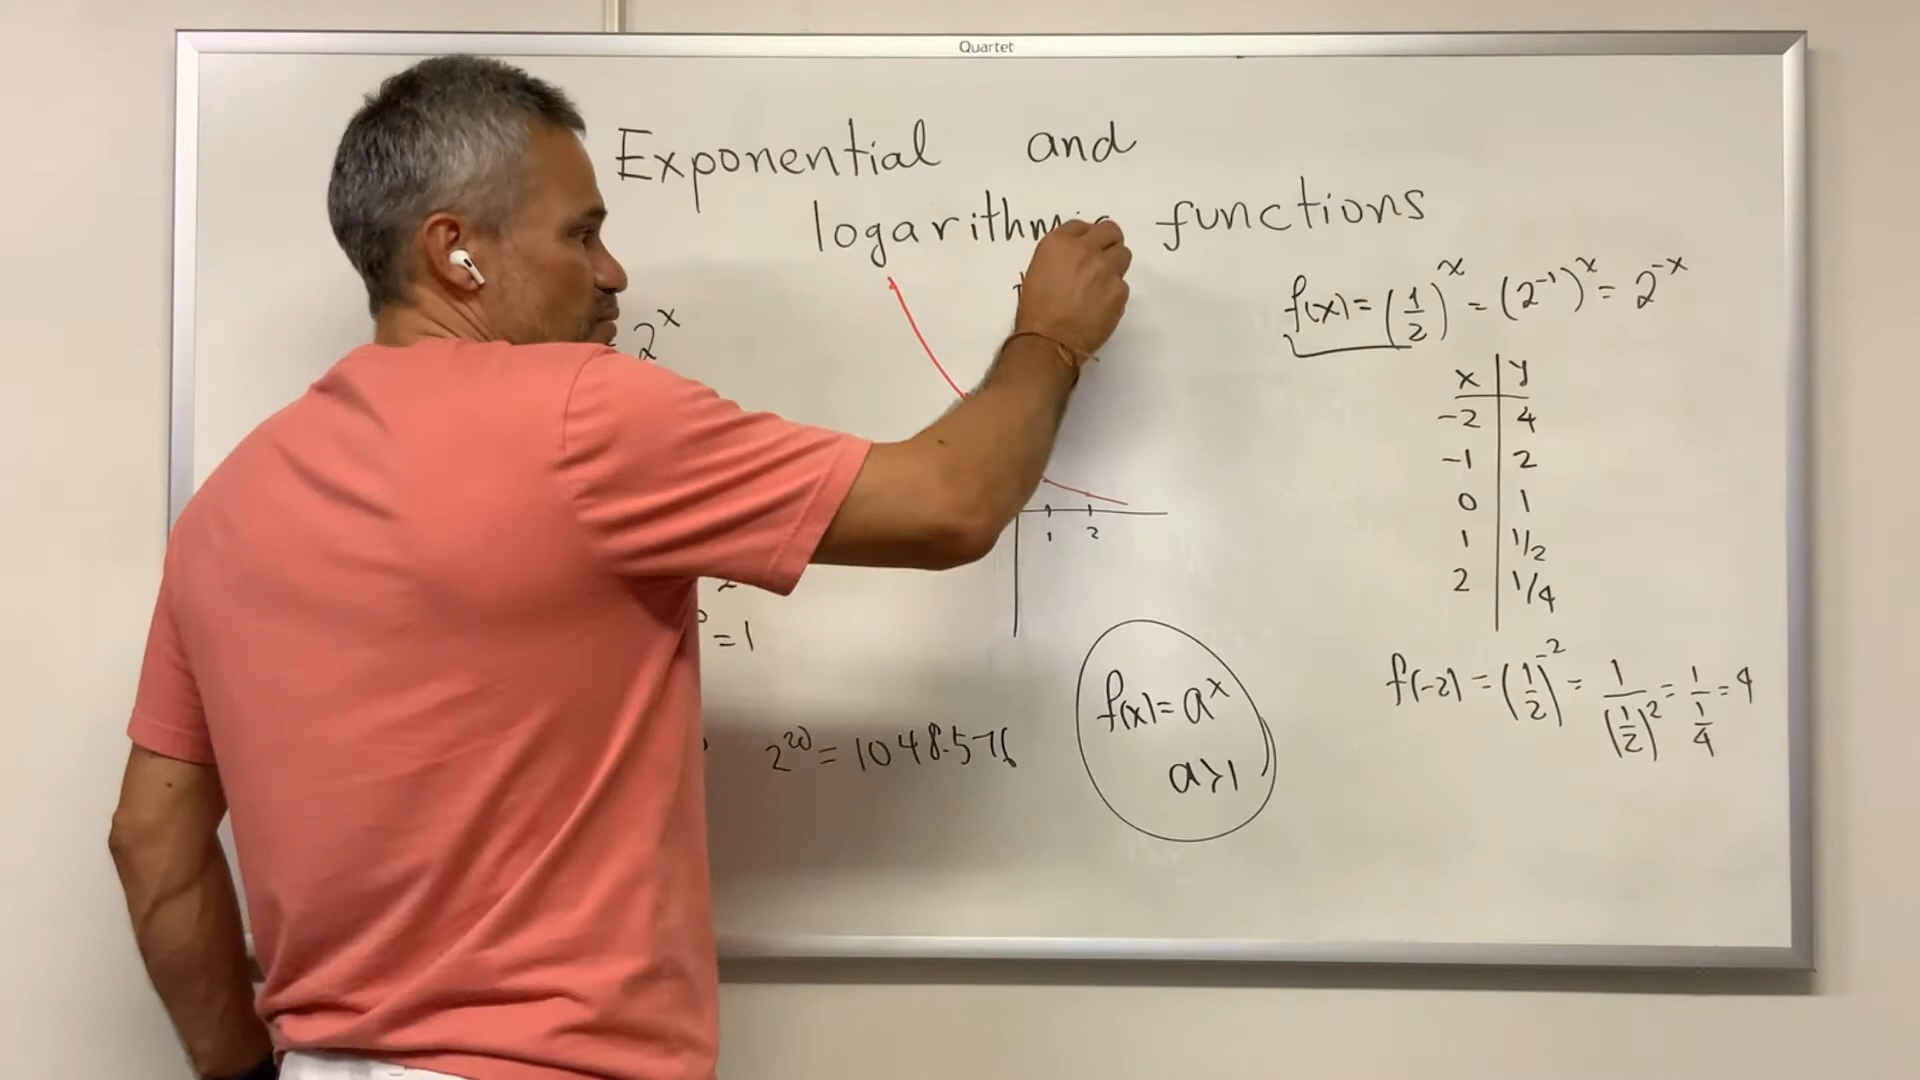 Quartet
Exponential and
logarithmic functions
2^x
f(x) = (1/2)^x = (2^-1)^x = 2^-x
x | y
-2 | 4
-1 | 2
0 | 1
1 | 1/2
2 | 1/4
1 2
= 1
2^20 = 1048.576
f(x) = a^x
a > 1
f(-2) = (1/2)^-2 = 1/(1/2)^2 = 1/(1/4) = 4